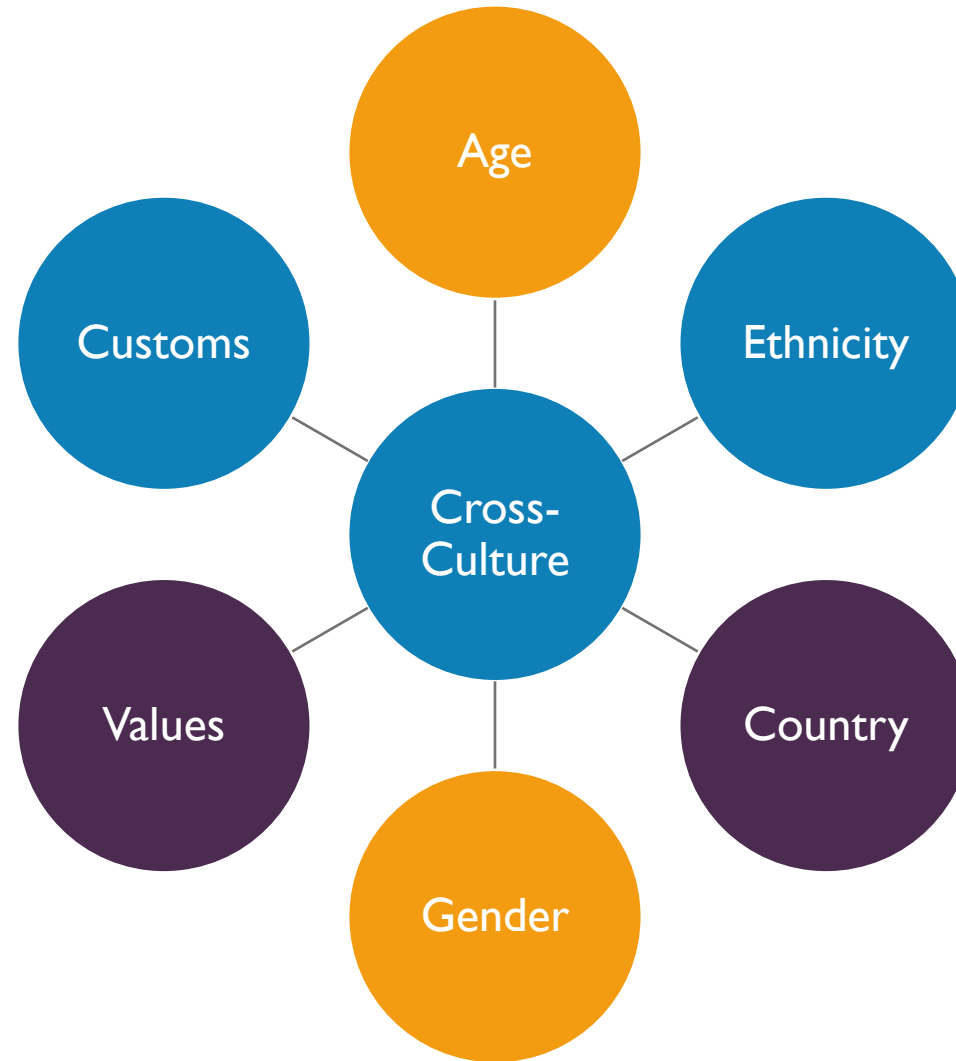 Age
Customs
Ethnicity
Cross-
Culture
Values
Country
Gender